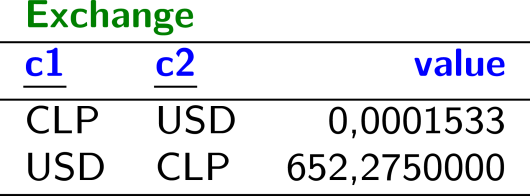 Exchange
c1 c2 value
CLP USD 0,0001533
USD CLP 652,2750000